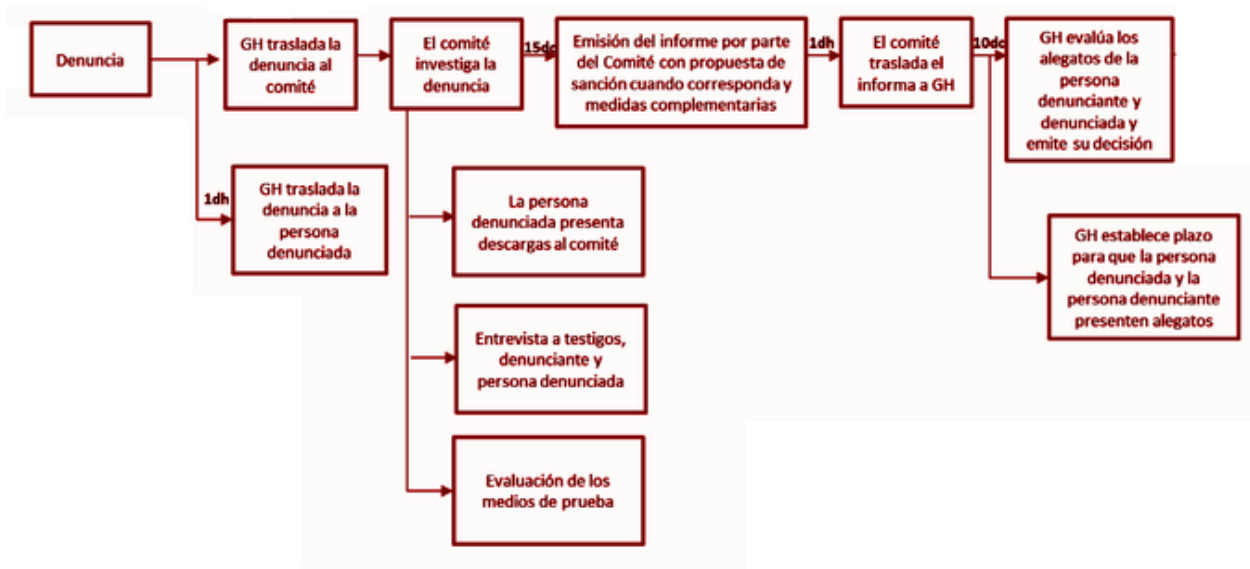 Denuncia
GH traslada la
denuncia al
comité
El comité
investiga la
denuncia
15dc
Emisión del informe por parte
del Comité con propuesta de
sanción cuando corresponda y
medidas complementarias
1dh
El comité
traslada el
informa a GH
10dc
GH evalúa los
alegatos de la
persona
denunciante y
denunciada y
emite su decisión
1dh
GH traslada la
denuncia a la
persona
denunciada
La persona
denunciada presenta
descargas al comité
GH establece plazo
para que la persona
denunciada y la
persona denunciante
presenten alegatos
Entrevista a testigos,
denunciante y
persona denunciada
Evaluación de los
medios de prueba